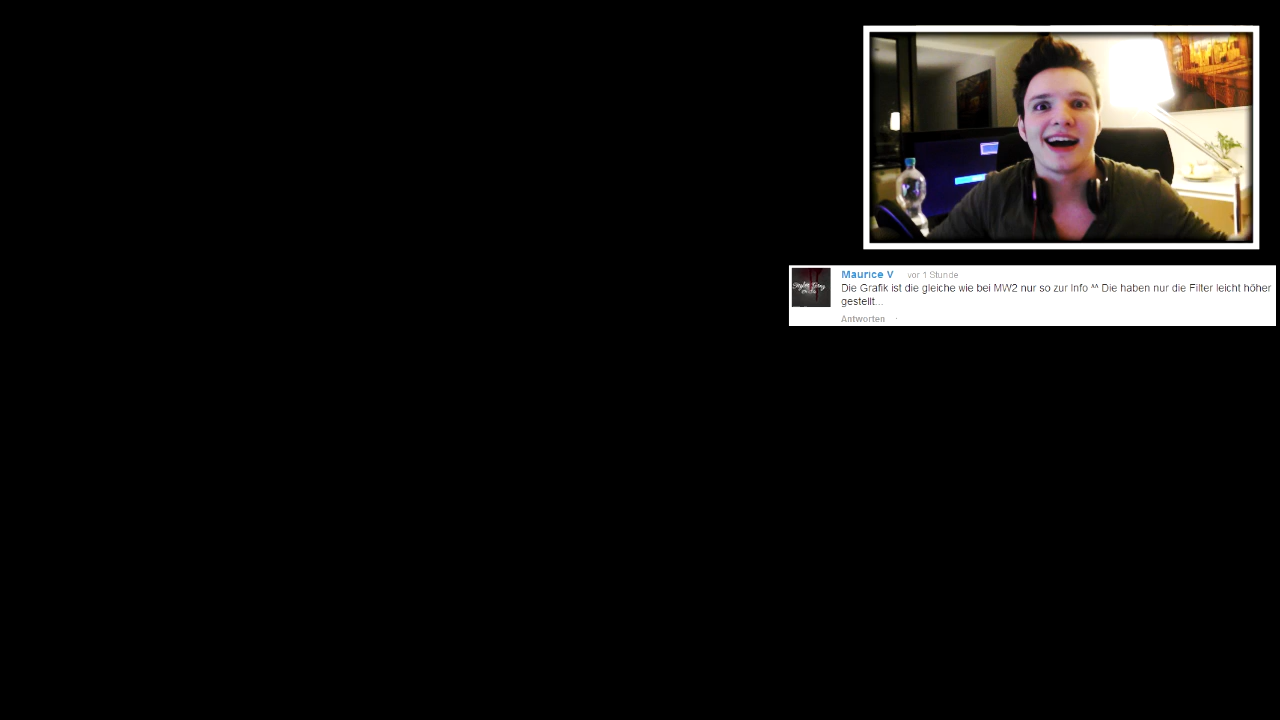 Maurice V vor 1 Stunde
Die Grafik ist die gleiche wie bei MW2 nur so zur Info ^^ Die haben nur die Filter leicht höher
gestellt...
Antworten ·